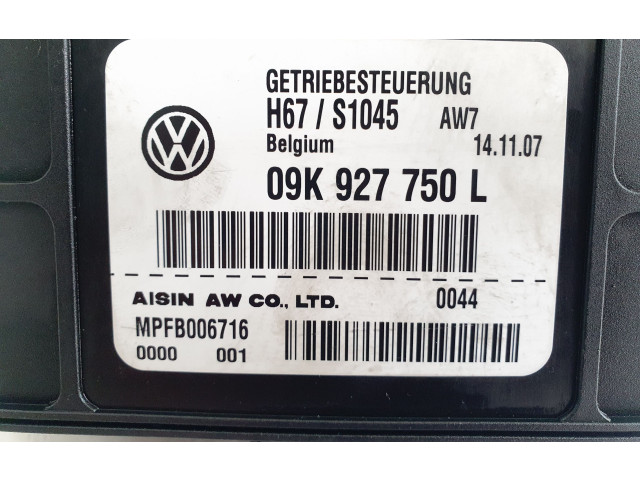 GETRIEBESTEUERUNG
H67 / S1045 AW7
Belgium 14.11.07
09K 927 750 L
AISIN AW CO., LTD. 0044
MPFB006716
0000 001